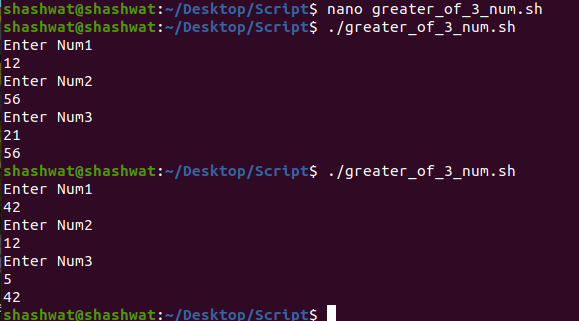 shashwat@shashwat:~/Desktop/Script$ nano greater_of_3_num.sh
shashwat@shashwat:~/Desktop/Script$ ./greater_of_3_num.sh
Enter Num1
12
Enter Num2
56
Enter Num3
21
56
shashwat@shashwat:~/Desktop/Script$ ./greater_of_3_num.sh
Enter Num1
42
Enter Num2
12
Enter Num3
5
42
shashwat@shashwat:~/Desktop/Script$